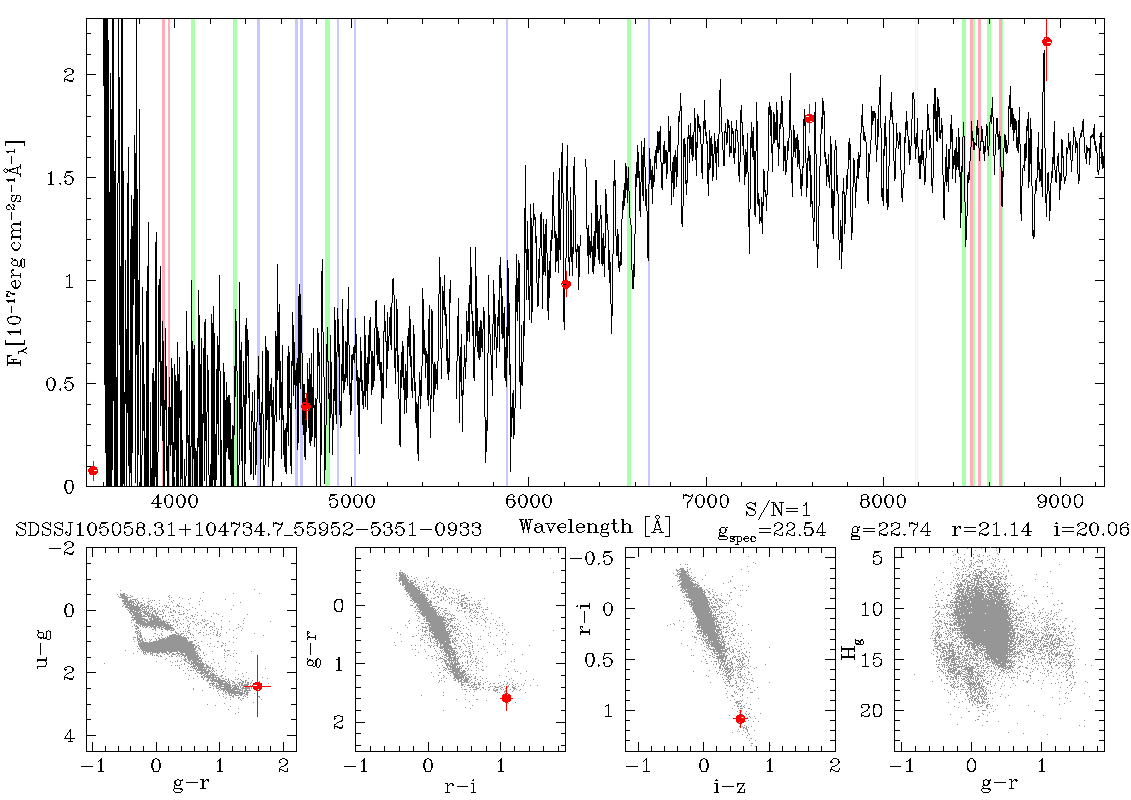 F_λ[10^−17 erg cm^−2 s^−1 Å^−1]
2
1.5
1
0.5
0
4000 5000 6000 7000 8000 9000
S/N=1
SDSSJ105058.31+104734.7_55952−5351−0933 Wavelength [Å] g_spec=22.54 g=22.74 r=21.14 i=20.06
u−g
−2
0
2
4
−1 0 1 2
g−r
g−r
0
1
2
−1 0 1 2
r−i
r−i
−0.5
0
0.5
1
−1 0 1 2
i−z
H_g
5
10
15
20
−1 0 1
g−r